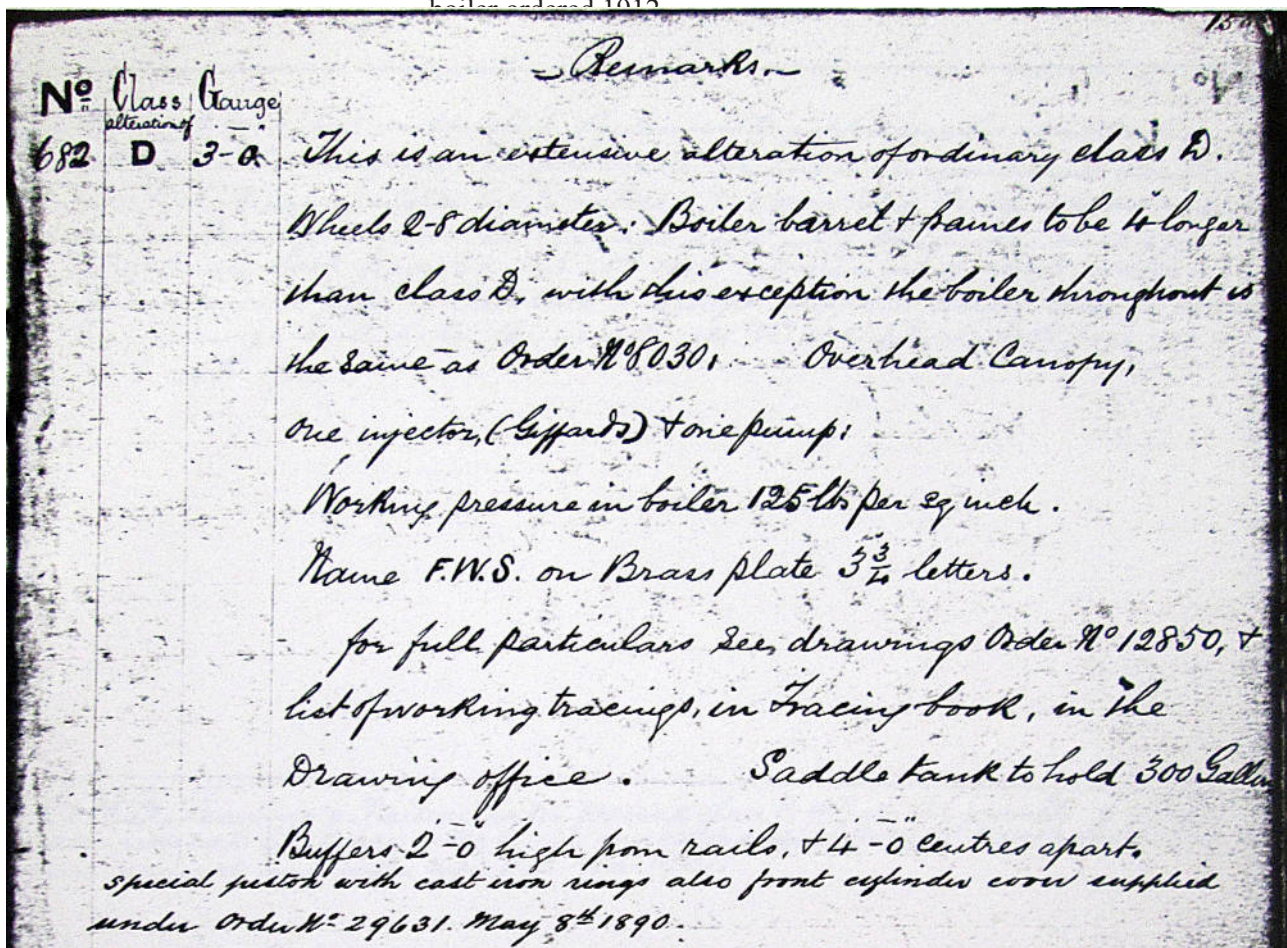 boiler ordered 1912
- Remarks. -
No Class Gauge
alteration of
682 D 3-0 This is an extensive alteration of ordinary class D.
Wheels 2-8 diameter. Boiler barrel & frames to be 4" longer
than class D, with this exception the boiler throughout is
the same as Order No 8030. Overhead Canopy,
one injector, (Giffards) & one pump.
Working pressure in boiler 125 lbs per sq inch.
Name F.W.S. on Brass plate 3 3/4 letters.
for full particulars see, drawings Order No 12850, &
list of working tracings, in Tracing book, in the
Drawing office. Saddle tank to hold 300
Buffers 2'-0" high from rails, & 4'-0" centres apart.
special piston with cast iron rings also front cylinder cover supplied
under Order No 29631. May 8th 1890.